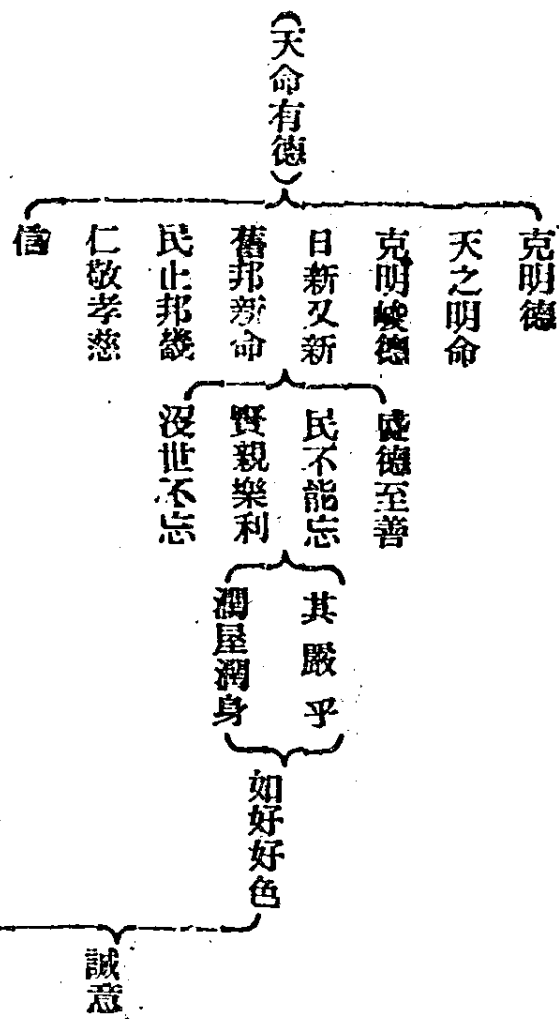 (天命有德)
克明德
天之明命
克明峻德
日新又新
舊邦新命
民止邦畿
仁敬孝慈
信
盛德至善
民不能忘
賢親樂利
沒世不忘
其嚴乎
潤屋潤身
如好好色
誠意